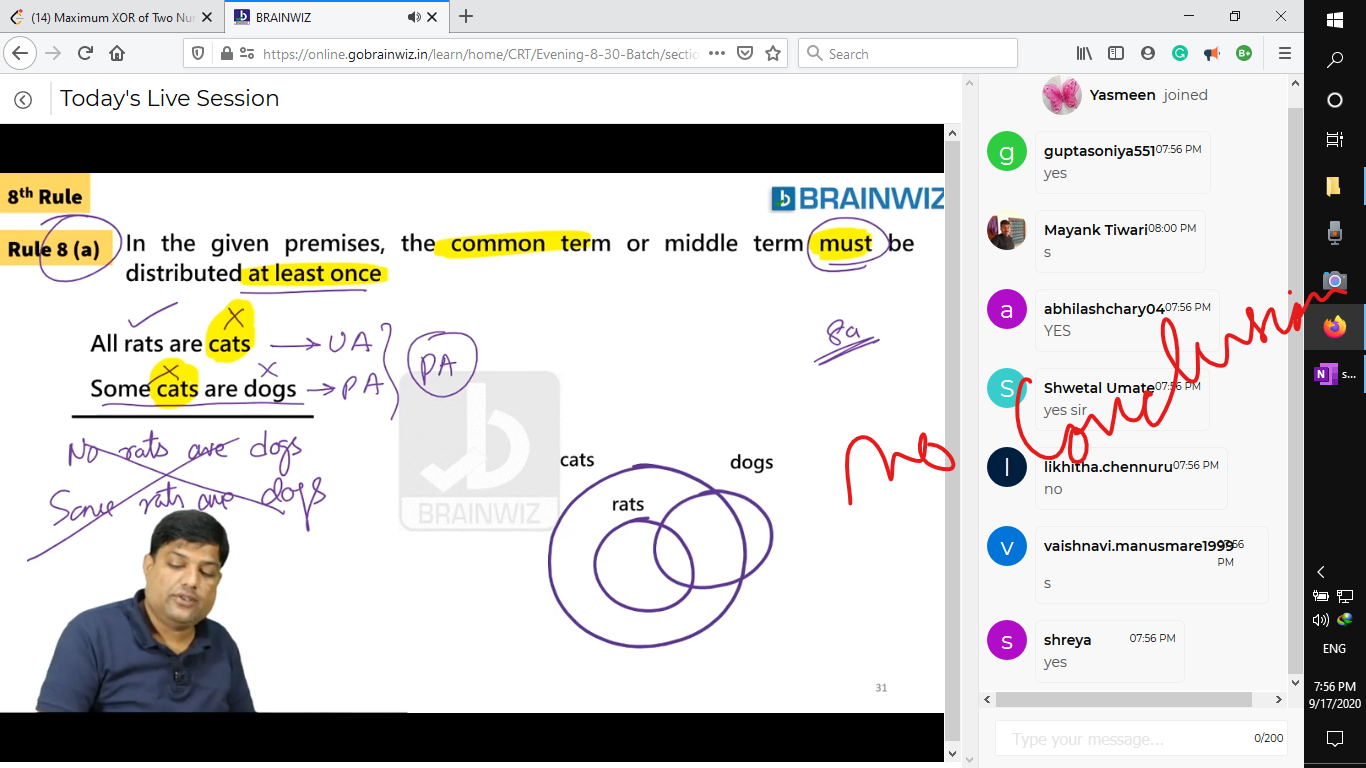 (14) Maximum XOR of Two Nu
BRAINWIZ
https://online.gobrainwiz.in/learn/home/CRT/Evening-8-30-Batch/sectio
Search
Today's Live Session
8th Rule
BRAINWIZ
Rule 8 (a)
In the given premises, the common term or middle term must be
distributed at least once
All rats are cats → UA
Some cats are dogs → PA
PA
8a
No rats are dogs
Some rats are dogs
BRAINWIZ
cats
dogs
rats
31
no Conclusion
Yasmeen joined
g
guptasoniya551 07:56 PM
yes
Mayank Tiwari 08:00 PM
s
a
abhilashchary04 07:56 PM
YES
S
Shwetal Umate 07:56 PM
yes sir
l
likhitha.chennuru 07:56 PM
no
v
vaishnavi.manusmare1999 07:56
PM
s
s
shreya 07:56 PM
yes
Type your message...
0/200
N s...
ENG
7:56 PM
9/17/2020